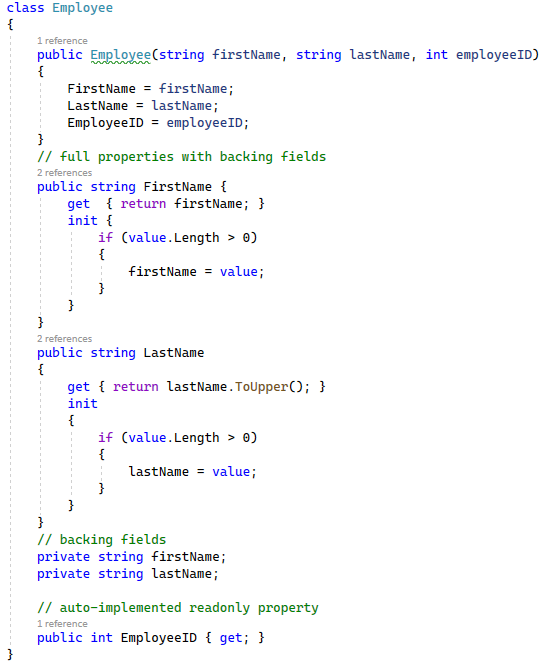 class Employee
{
1 reference
public Employee(string firstName, string lastName, int employeeID)
{
FirstName = firstName;
LastName = lastName;
EmployeeID = employeeID;
}
// full properties with backing fields
2 references
public string FirstName {
get  { return firstName; }
init {
if (value.Length > 0)
{
firstName = value;
}
}
}
2 references
public string LastName
{
get { return lastName.ToUpper(); }
init
{
if (value.Length > 0)
{
lastName = value;
}
}
}
// backing fields
private string firstName;
private string lastName;
// auto-implemented readonly property
1 reference
public int EmployeeID { get; }
}